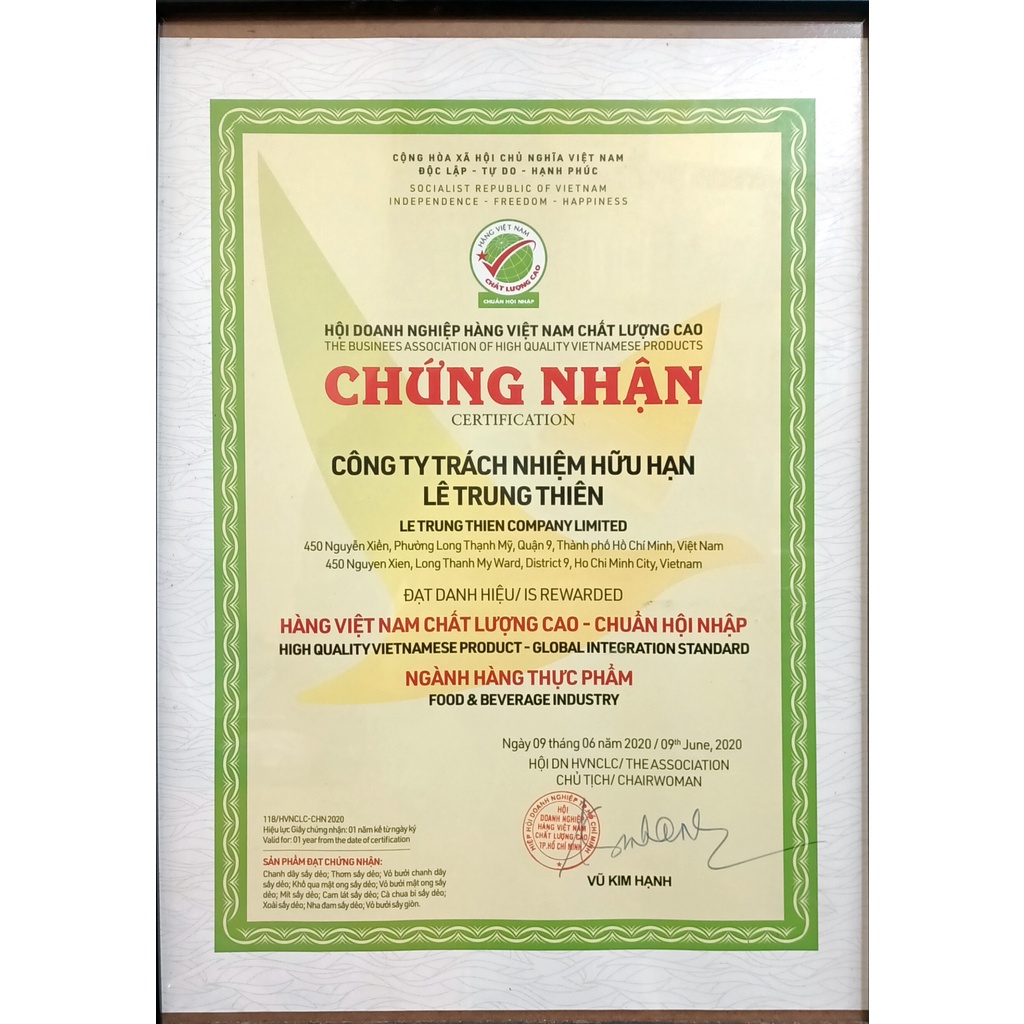 CỘNG HÒA XÃ HỘI CHỦ NGHĨA VIỆT NAM
ĐỘC LẬP - TỰ DO - HẠNH PHÚC
SOCIALIST REPUBLIC OF VIETNAM
INDEPENDENCE - FREEDOM - HAPPINESS
HÀNG VIỆT NAM
CHẤT LƯỢNG CAO
CHUẨN HỘI NHẬP
HỘI DOANH NGHIỆP HÀNG VIỆT NAM CHẤT LƯỢNG CAO
THE BUSINEES ASSOCIATION OF HIGH QUALITY VIETNAMESE PRODUCTS
CHỨNG NHẬN
CERTIFICATION
CÔNG TY TRÁCH NHIỆM HỮU HẠN
LÊ TRUNG THIÊN
LE TRUNG THIEN COMPANY LIMITED
450 Nguyễn Xiển, Phường Long Thạnh Mỹ, Quận 9, Thành phố Hồ Chí Minh, Việt Nam
450 Nguyen Xien, Long Thanh My Ward, District 9, Ho Chi Minh City, Vietnam
ĐẠT DANH HIỆU/ IS REWARDED
HÀNG VIỆT NAM CHẤT LƯỢNG CAO - CHUẨN HỘI NHẬP
HIGH QUALITY VIETNAMESE PRODUCT - GLOBAL INTEGRATION STANDARD
NGÀNH HÀNG THỰC PHẨM
FOOD & BEVERAGE INDUSTRY
Ngày 09 tháng 06 năm 2020 / 09th June, 2020
HỘI DN HVNCLC/ THE ASSOCIATION
CHỦ TỊCH/ CHAIRWOMAN
HIỆP HỘI DOANH NGHIỆP TP. HỒ CHÍ MINH
HỘI
DOANH NGHIỆP
HÀNG VIỆT NAM
CHẤT LƯỢNG CAO
TP.HỒ CHÍ MINH
VŨ KIM HẠNH
118/HVNCLC-CHN 2020
Hiệu lực Giấy chứng nhận: 01 năm kể từ ngày ký
Valid for: 01 year from the date of certification
SẢN PHẨM ĐẠT CHỨNG NHẬN:
Chanh dây sấy dẻo; Thơm sấy dẻo; Vỏ bưởi chanh dây
sấy dẻo; Khổ qua mật ong sấy dẻo; Vỏ bưởi mật ong sấy
dẻo; Mít sấy dẻo; Cam lát sấy dẻo; Cà chua bi sấy dẻo;
Xoài sấy dẻo; Nha đam sấy dẻo; Vỏ bưởi sấy giòn.